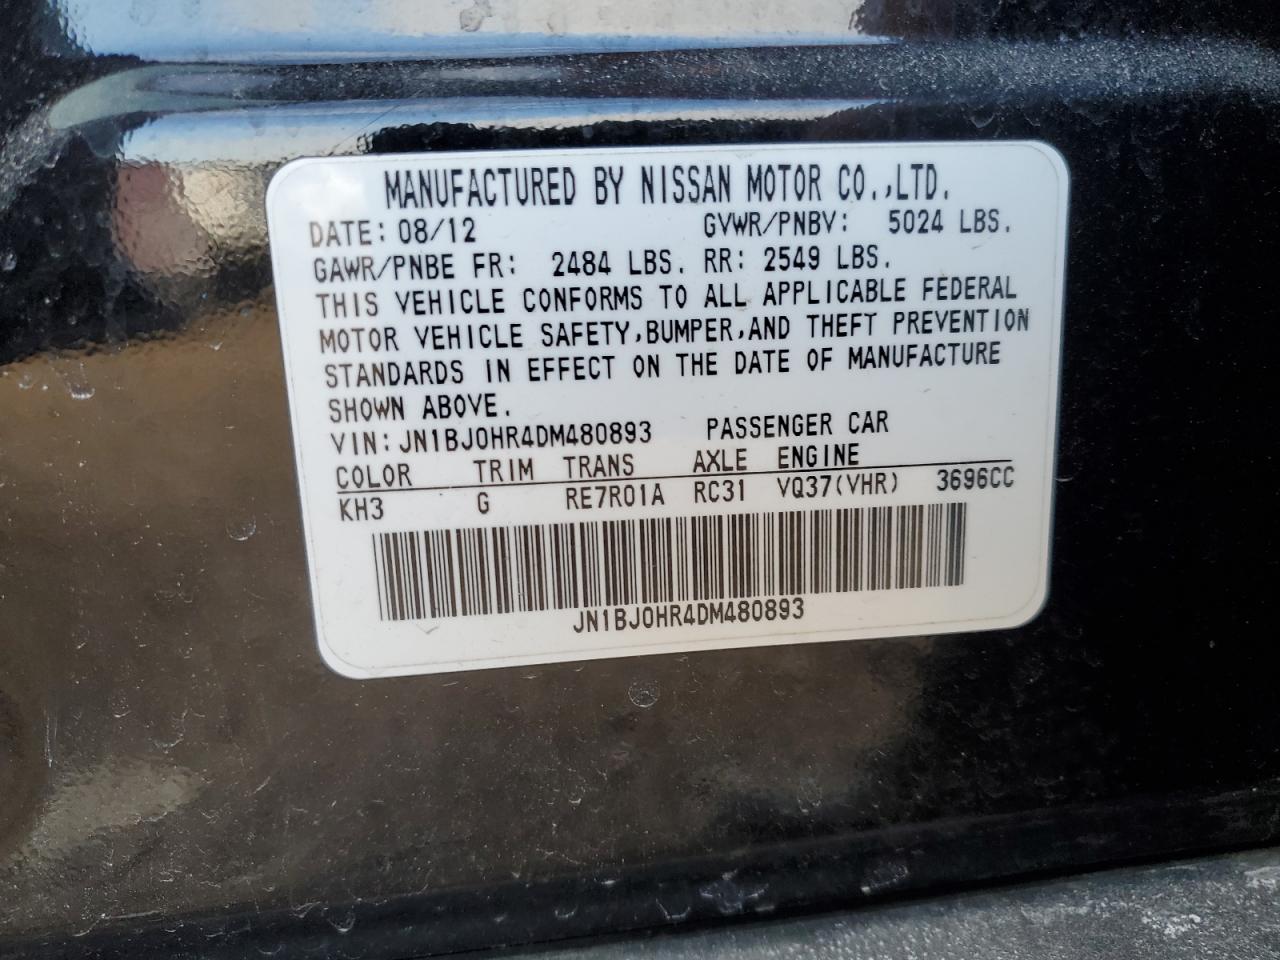 MANUFACTURED BY NISSAN MOTOR CO.,LTD.
DATE: 08/12 GVWR/PNBV: 5024 LBS.
GAWR/PNBE FR: 2484 LBS. RR: 2549 LBS.
THIS VEHICLE CONFORMS TO ALL APPLICABLE FEDERAL
MOTOR VEHICLE SAFETY,BUMPER,AND THEFT PREVENTION
STANDARDS IN EFFECT ON THE DATE OF MANUFACTURE
SHOWN ABOVE.
VIN: JN1BJ0HR4DM480893 PASSENGER CAR
COLOR TRIM TRANS AXLE ENGINE
KH3 G RE7R01A RC31 VQ37(VHR) 3696CC
JN1BJ0HR4DM480893